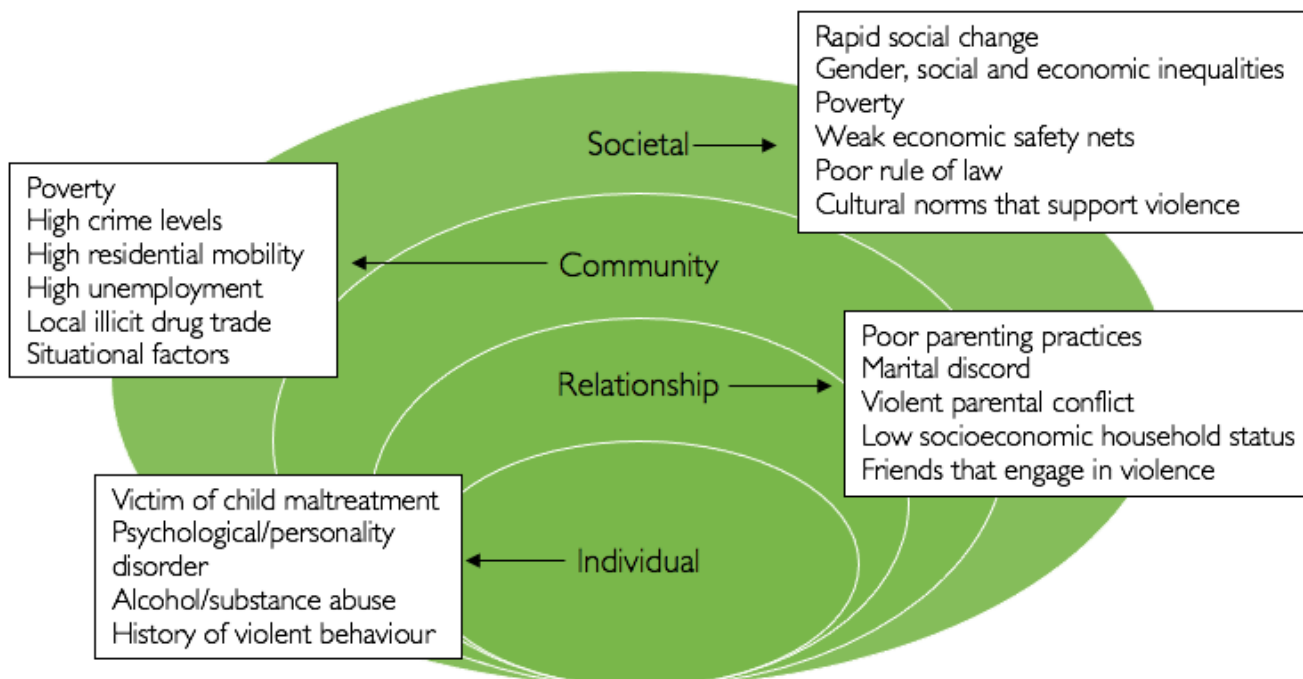 Rapid social change
Gender, social and economic inequalities
Poverty
Weak economic safety nets
Poor rule of law
Cultural norms that support violence
Societal
Poverty
High crime levels
High residential mobility
High unemployment
Local illicit drug trade
Situational factors
Community
Poor parenting practices
Marital discord
Violent parental conflict
Low socioeconomic household status
Friends that engage in violence
Relationship
Victim of child maltreatment
Psychological/personality
disorder
Alcohol/substance abuse
History of violent behaviour
Individual